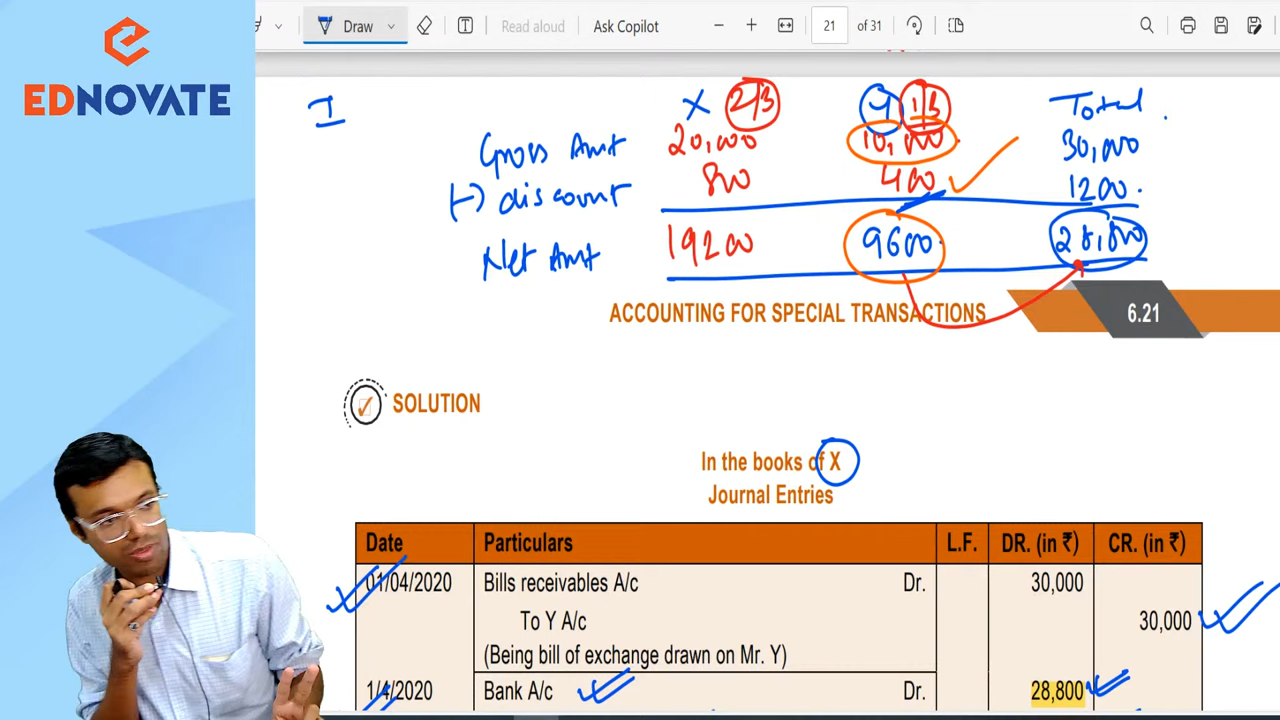 EDNOVATE
Draw
Read aloud
Ask Copilot
21 of 31
I
X 2/3 Y 1/3 Total
Gross Amt 20,000 10,000 30,000
(-) discount 800 400 1200
Net Amt 19200 9600 28,800
ACCOUNTING FOR SPECIAL TRANSACTIONS 6.21
SOLUTION
In the books of X
Journal Entries
Date Particulars L.F. DR. (in ₹) CR. (in ₹)
01/04/2020 Bills receivables A/c Dr. 30,000
To Y A/c 30,000
(Being bill of exchange drawn on Mr. Y)
1/4/2020 Bank A/c Dr. 28,800